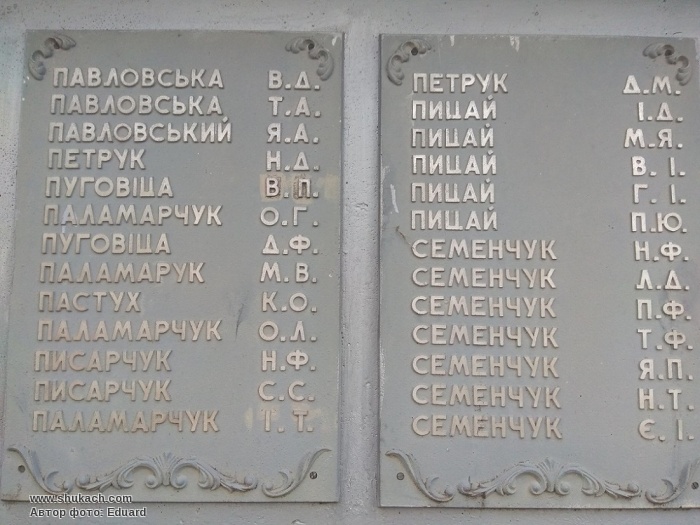 ПАВЛОВСЬКА В.Д.
ПАВЛОВСЬКА Т.А.
ПАВЛОВСЬКИЙ Я.А.
ПЕТРУК Н.Д.
ПУГОВІЦА В.П.
ПАЛАМАРЧУК О.Г.
ПУГОВІЦА Д.Ф.
ПАЛАМАРУК М.В.
ПАСТУХ К.О.
ПАЛАМАРЧУК О.Л.
ПИСАРЧУК Н.Ф.
ПИСАРЧУК С.С.
ПАЛАМАРЧУК І.Т.
ПЕТРУК Д.М.
ПИЦАЙ І.Д.
ПИЦАЙ М.Я.
ПИЦАЙ В.І.
ПИЦАЙ Г.І.
ПИЦАЙ П.Ю.
СЕМЕНЧУК Н.Ф.
СЕМЕНЧУК Л.Д.
СЕМЕНЧУК П.Ф.
СЕМЕНЧУК Т.Ф.
СЕМЕНЧУК Я.П.
СЕМЕНЧУК Н.Т.
СЕМЕНЧУК Є.І.
www.shukach.com
Автор фото: Eduard